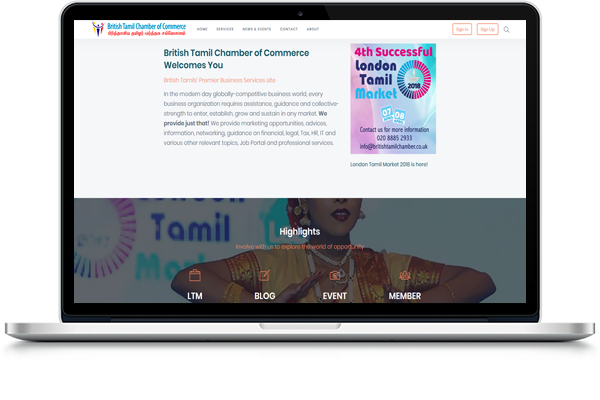 British Tamil Chamber of Commerce
பிரித்தானிய தமிழர் வர்த்தக சம்மேளனம்
HOME SERVICES NEWS & EVENTS CONTACT ABOUT Sign In Sign Up
British Tamil Chamber of Commerce
Welcomes You
British Tamils' Premier Business Services site
In the modern day globally-competitive business world, every
business organization requires assistance, guidance and collective-
strength to enter, establish, grow and sustain in any market. We
provide just that! We provide marketing opportunities, advices,
information, networking, guidance on financial, legal, Tax, HR, IT and
various other relevant topics, Job Portal and professional services.
4th Successful
London
Tamil
Market
2018
07 08
Contact us for more information
020 8885 2933
info@britishtamilchamber.co.uk
London Tamil Market 2018 is here!
London
Tamil
Market
Highlights
Involve with us to explore the world of opportunity
LTM BLOG EVENT MEMBER